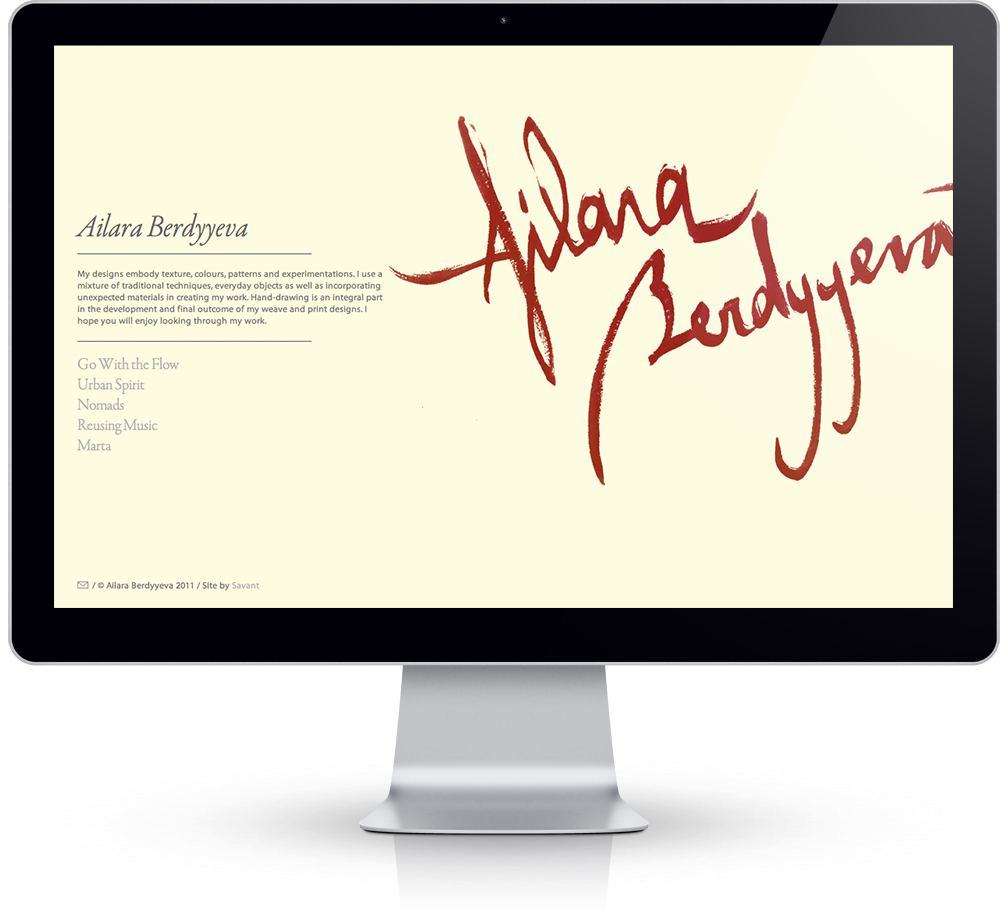 Ailara Berdyyeva
My designs embody texture, colours, patterns and experimentations. I use a
mixture of traditional techniques, everyday objects as well as incorporating
unexpected materials in creating my work. Hand-drawing is an integral part
in the development and final outcome of my weave and print designs. I
hope you will enjoy looking through my work.
Go With the Flow
Urban Spirit
Nomads
Reusing Music
Marta
/ © Ailara Berdyyeva 2011 / Site by Savant
Ailara
Berdyyeva